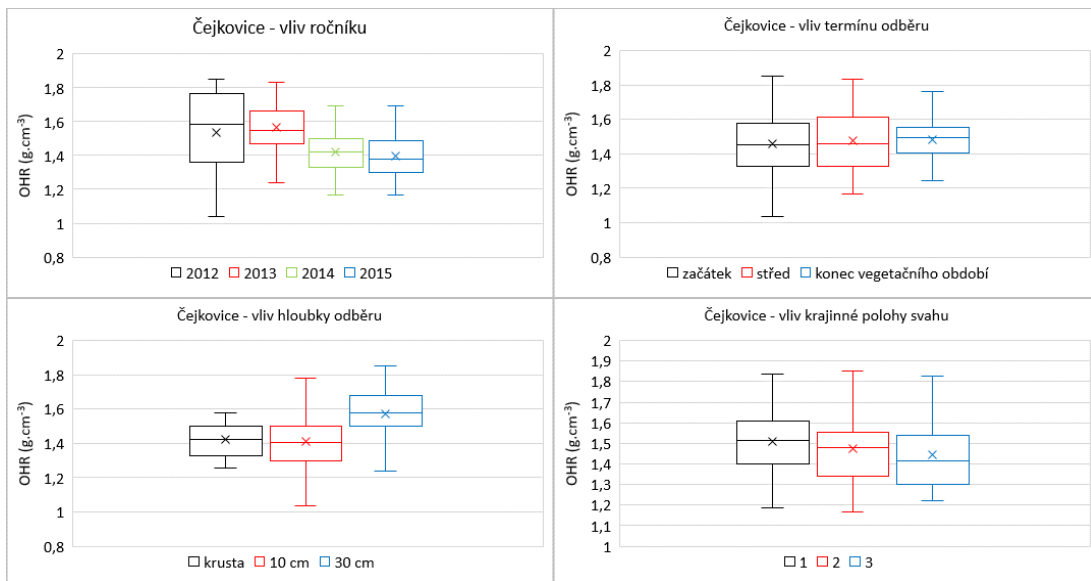 Čejkovice - vliv ročníku
OHR (g.cm⁻³)
2
1,8
1,6
1,4
1,2
1
0,8
2012 2013 2014 2015
Čejkovice - vliv termínu odběru
OHR (g.cm⁻³)
2
1,8
1,6
1,4
1,2
1
0,8
začátek střed konec vegetačního období
Čejkovice - vliv hloubky odběru
OHR (g.cm⁻³)
2
1,8
1,6
1,4
1,2
1
0,8
krusta 10 cm 30 cm
Čejkovice - vliv krajinné polohy svahu
OHR (g.cm⁻³)
2
1,9
1,8
1,7
1,6
1,5
1,4
1,3
1,2
1,1
1
1 2 3